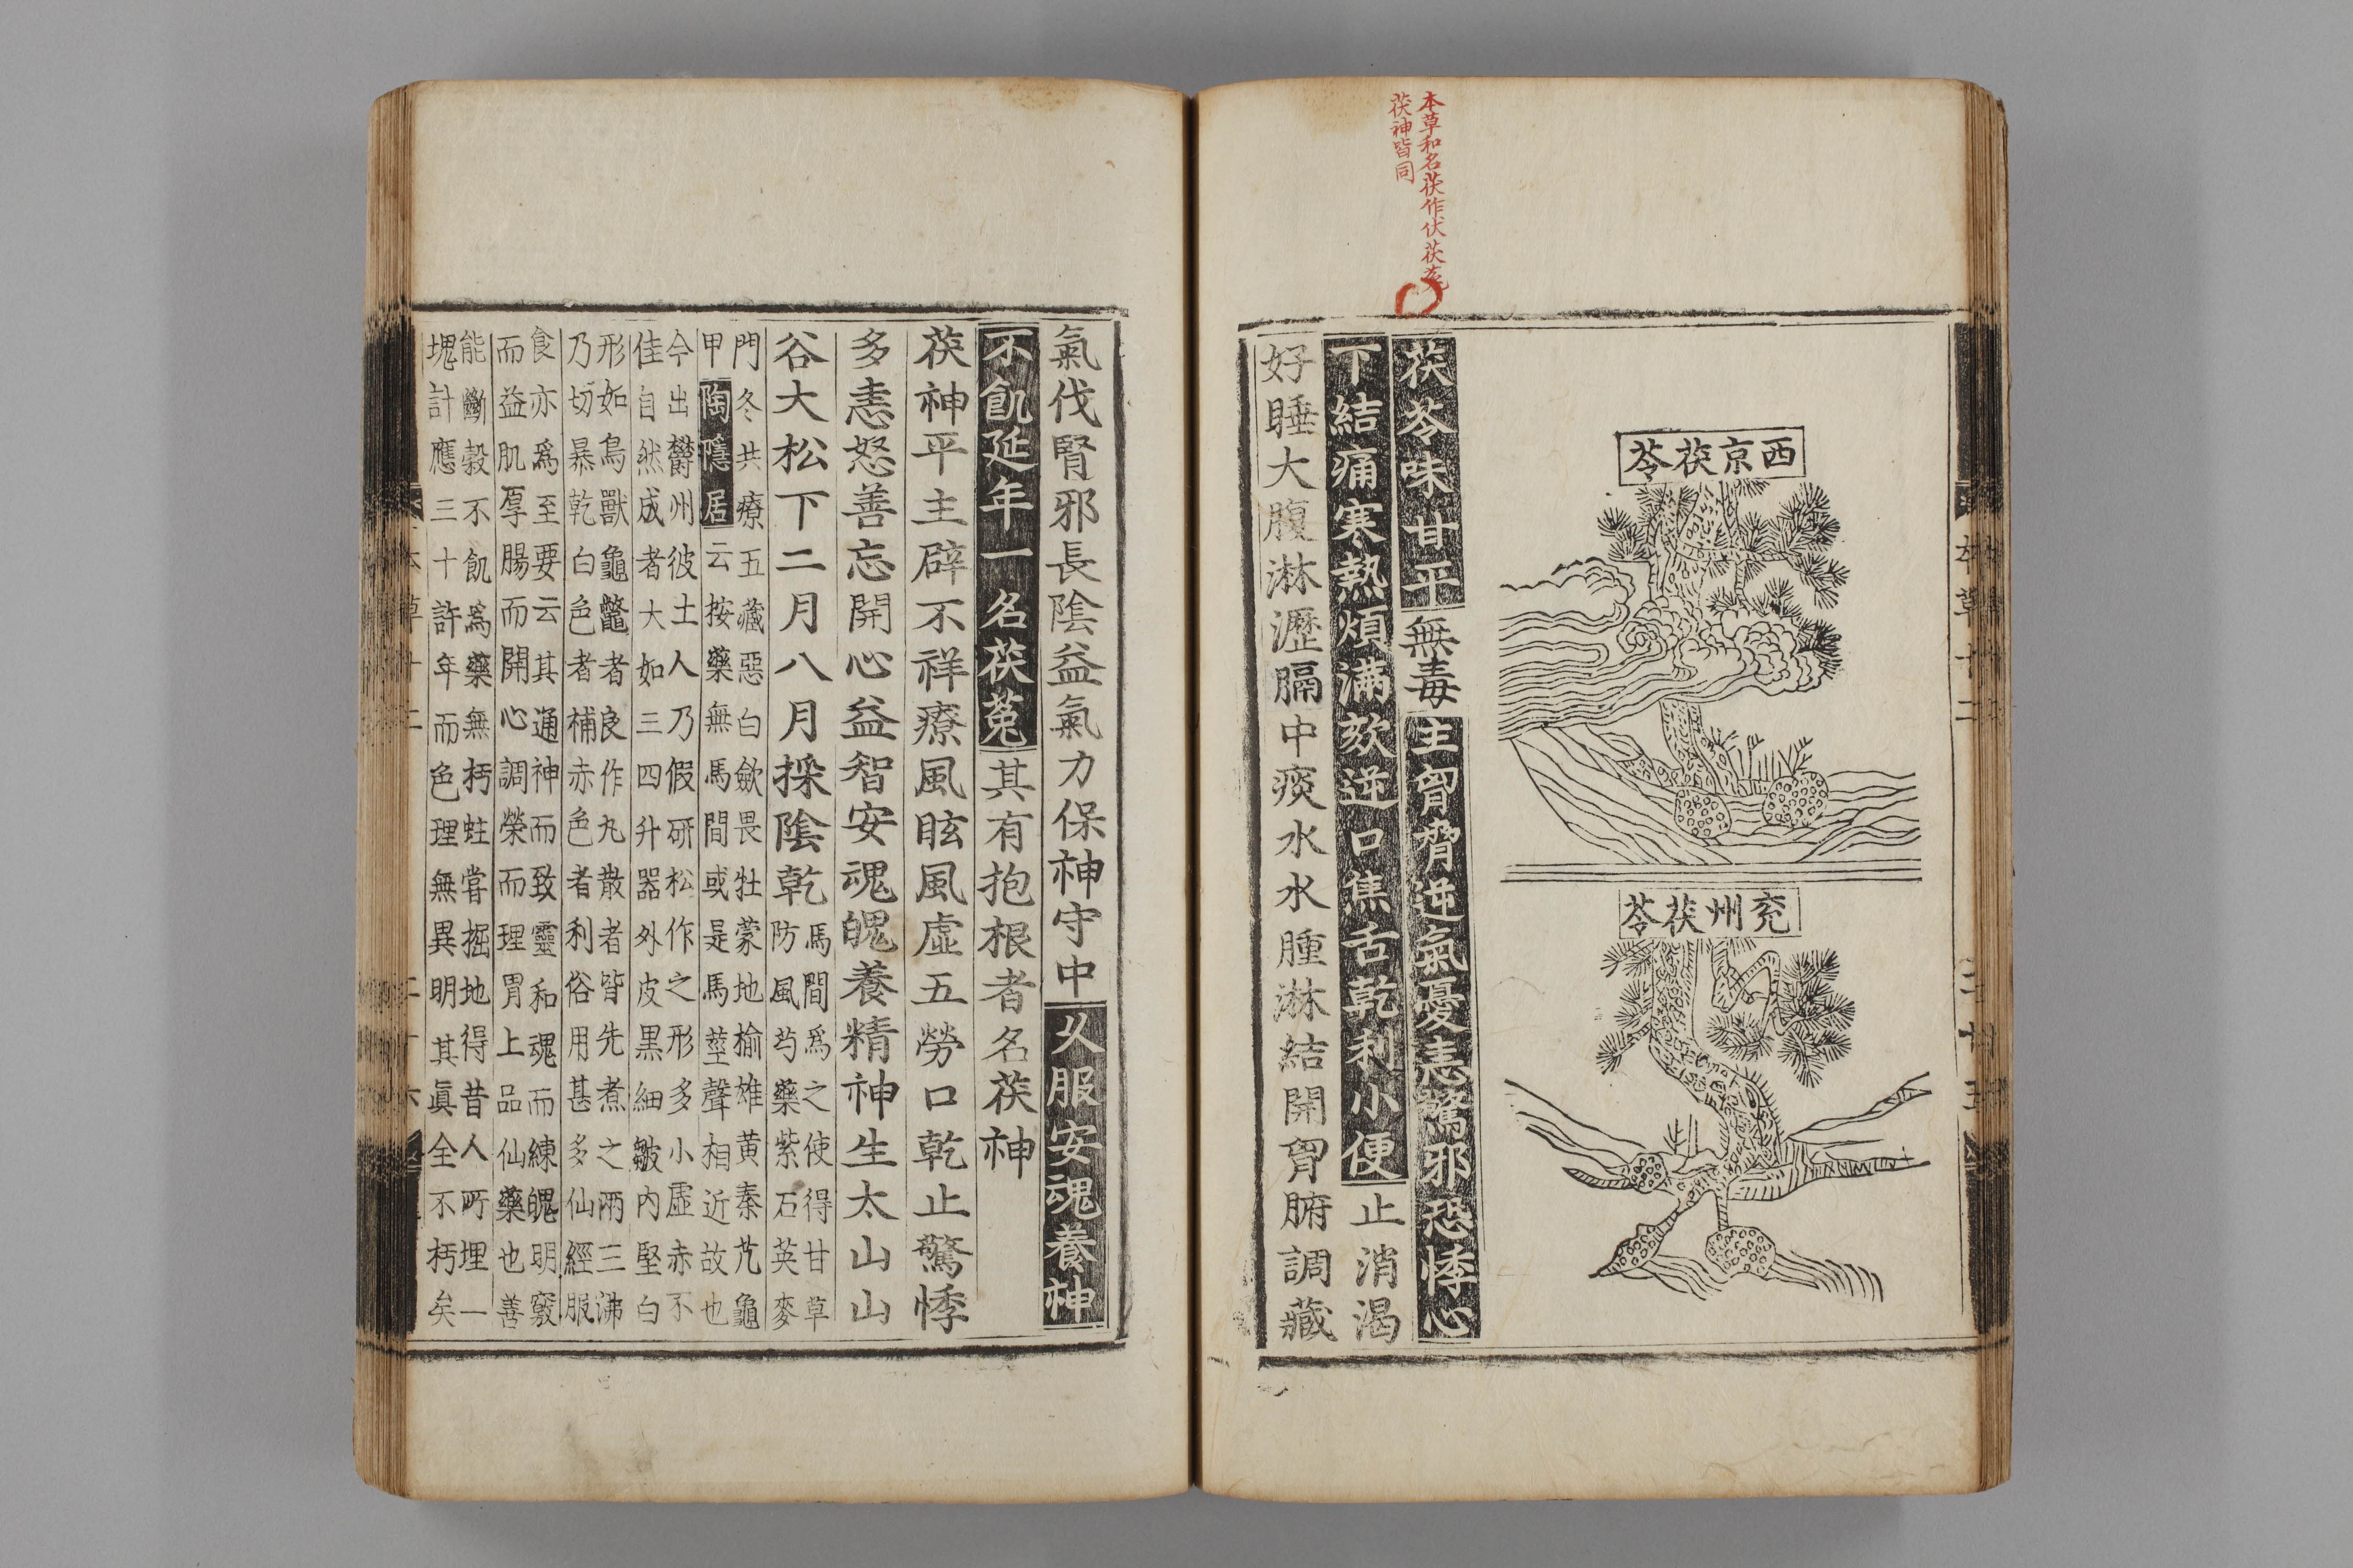 本草和名茯作伏茯菟
茯神皆同
西京茯苓
兖州茯苓
茯苓味甘平無毒主胷脅逆氣憂恚驚邪恐悸心
下結痛寒熱煩滿欬逆口焦舌乾利小便止消渴
好睡大腹淋瀝膈中痰水水腫淋結開胷腑調藏
氣伐腎邪長隂益氣力保神守中乆服安魂養神
不飢延年一名茯菟其有抱根者名茯神
茯神平主辟不祥療風眩風虛五勞口乾止驚悸
多恚怒善忘開心益智安魂魄養精神生太山山
谷大松下二月八月採隂乾馬間爲之使得甘草
防風芍藥紫石英麥
門冬共療五藏惡白歛畏牡蒙地榆雄黄秦艽龜
甲陶隱居云按藥無馬間或是馬莖聲相近故也
今出欝州彼土人乃假研松作之形多小虛赤不
佳自然成者大如三四升器外皮黒細皺内堅白
形如鳥獸龜鼈者良作丸散者皆先煮之兩三沸
乃切暴乾白色者補赤色者利俗用甚多仙經服
食亦爲至要云其通神而致靈和魂而練魄明竅
而益肌厚腸而開心調榮而理胃上品仙藥也善
能斷穀不飢爲藥無朽蛀嘗掘地得昔人所埋一
塊計應三十許年而色理無異明其眞全不朽矣